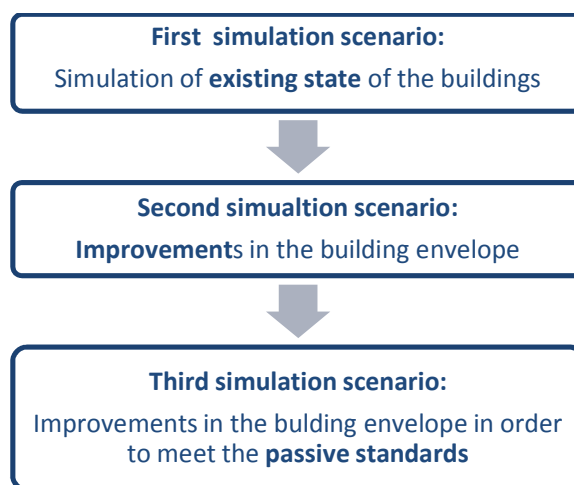 First simulation scenario:
Simulation of existing state of the buildings
Second simualtion scenario:
Improvements in the building envelope
Third simulation scenario:
Improvements in the bulding envelope in order
to meet the passive standards